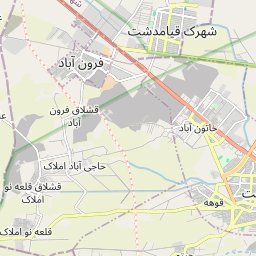 شهرک قیامدشت
فرون آباد
قشلاق فرون
آباد
خاتون آباد
حاجی آباد املاک
قشلاق قلعه نو
املاک
قوهه
قلعه نو املاک